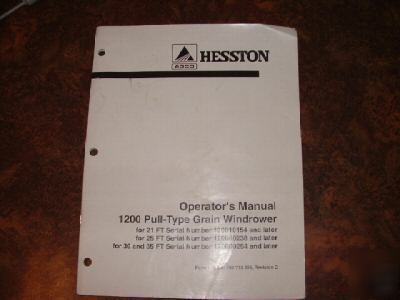 AGCO
HESSTON
Operator's Manual
1200 Pull-Type Grain Windrower
for 21 FT Serial Number and later
for 25 FT Serial Number and later
for 30 and 35 FT Serial Number and later
Revision